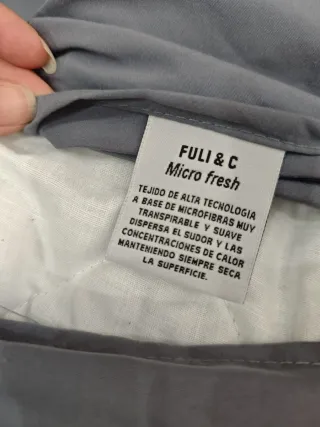 FULI & C
Micro fresh
TEJIDO DE ALTA TECNOLOGIA
A BASE DE MICROFIBRAS MUY
TRANSPIRABLE Y SUAVE
DISPERSA EL SUDOR Y LAS
CONCENTRACIONES DE CALOR
MANTENIENDO SIEMPRE SECA
LA SUPERFICIE.